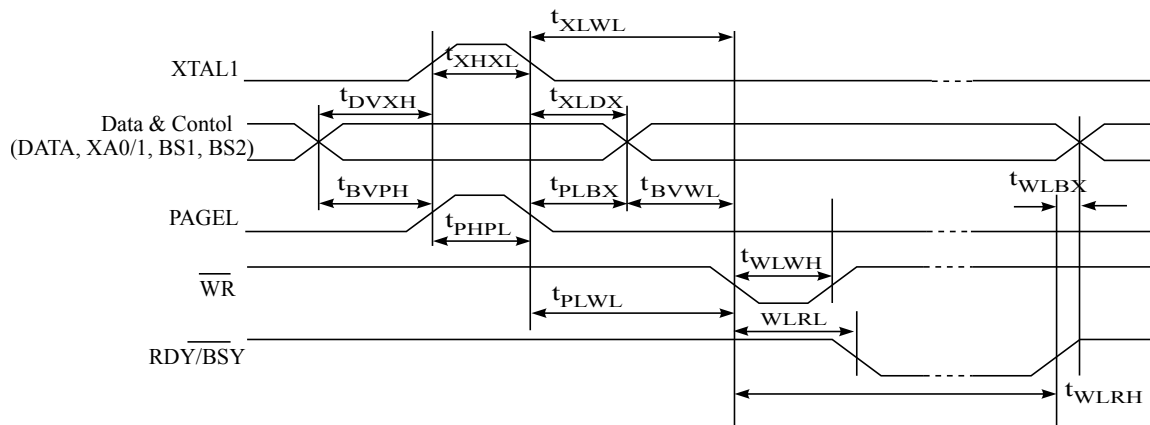 tXLWL
XTAL1
tXHXL
tDVXH
tXLDX
Data & Contol
(DATA, XA0/1, BS1, BS2)
tBVPH
tPLBX
tBVWL
tWLBX
PAGEL
tPHPL
tWLWH
WR
tPLWL
WLRL
RDY/BSY
tWLRH